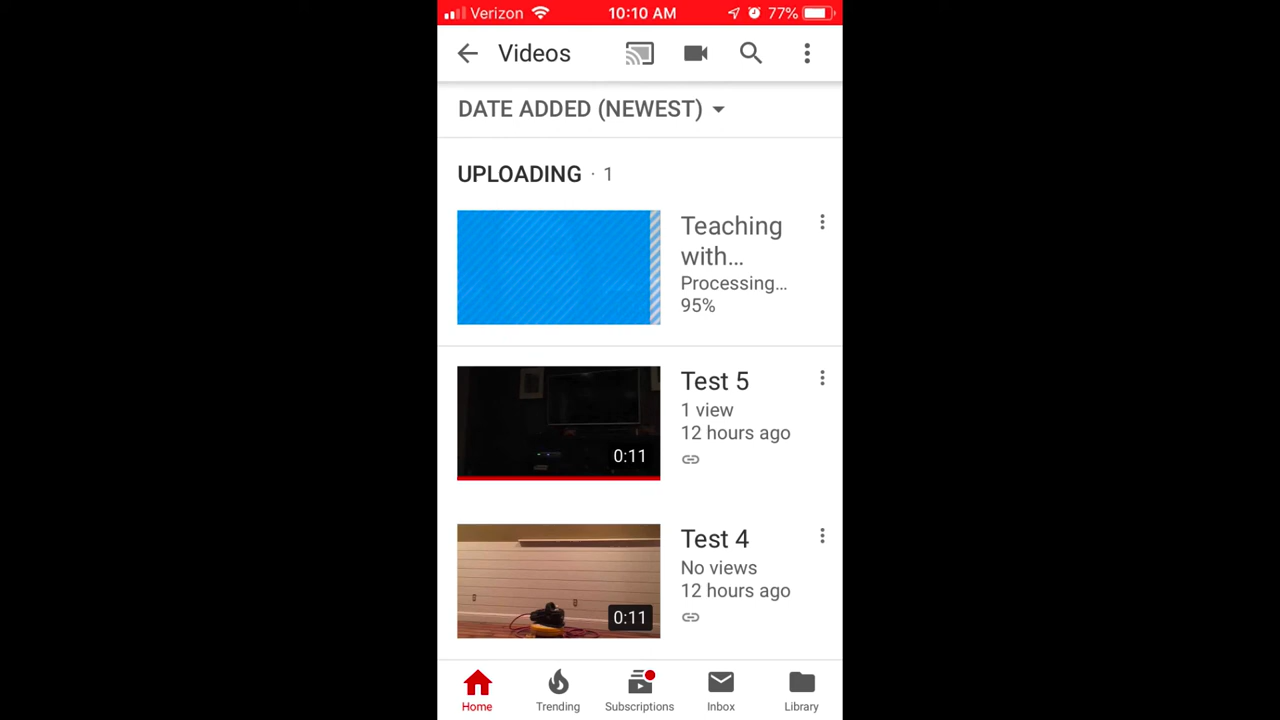 Verizon 10:10 AM 77%
Videos
DATE ADDED (NEWEST)
UPLOADING · 1
Teaching
with...
Processing...
95%
Test 5
1 view
12 hours ago
0:11
Test 4
No views
12 hours ago
0:11
Home Trending Subscriptions Inbox Library